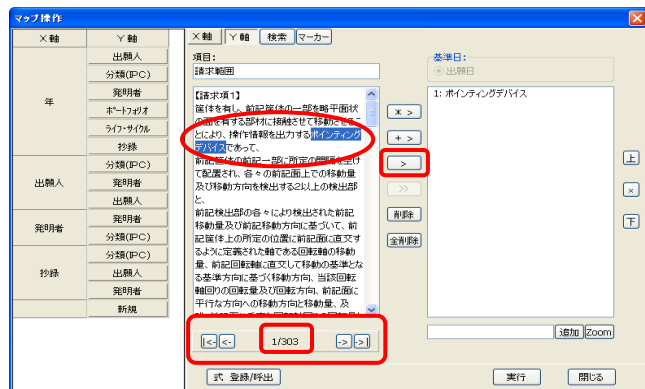 マップ操作
X軸 Y軸
年
出願人
分類(IPC)
発明者
ポートフォリオ
ライフ・サイクル
抄録
出願人
分類(IPC)
発明者
出願人
発明者
発明者
分類(IPC)
抄録
出願人
発明者
新規
X軸 Y軸 検索 マーカー
項目:
請求範囲
【請求項1】
筐体を有し、前記筐体の一部を略平面状
の面を有する部材に接触させて移動させるこ
とにより、操作情報を出力するポインティング
デバイスであって、
前記筐体の前記一部に所定の間隔を空け
て配置され、各々の前記面上での移動量
及び移動方向を検出する2以上の検出部
と、
前記検出部の各々により検出された前記
移動量及び前記移動方向に基づいて、前
記筐体上の所定の位置に前記面に直交す
るように定義された軸である回転軸の移動
量、前記回転軸に直交して移動の基準とな
る基準方向に基づく移動方向、当該回転
軸回りの回転量及び回転方向、前記面に
平行な方向への移動方向と移動量、及
|<- <- 1/303 -> ->|
式 登録/呼出
* >
+ >
>
>>
削除
全削除
基準日:
出願日
1: ポインティングデバイス
上
×
下
追加 Zoom
実行 閉じる